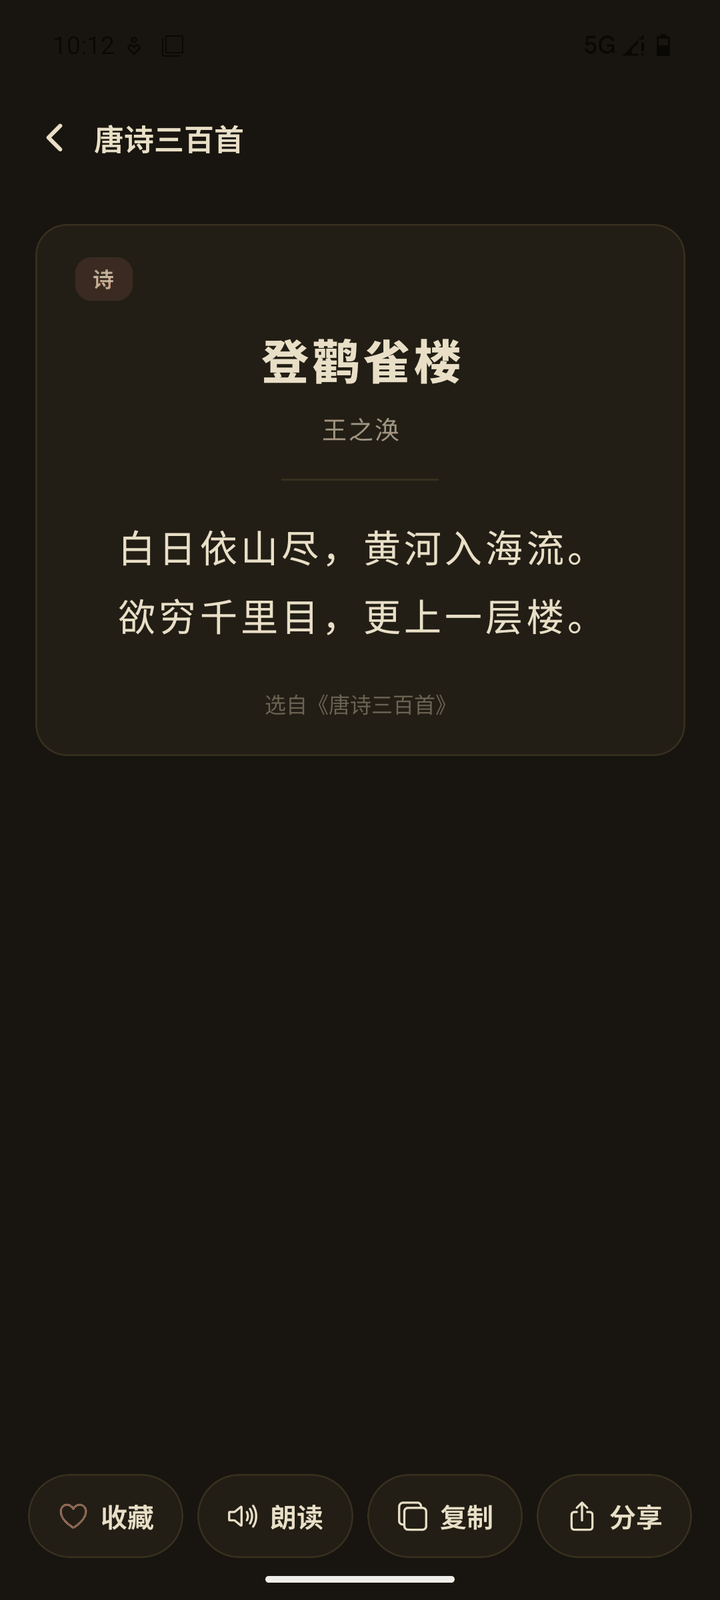 10:12 5G
唐诗三百首
诗
登鹳雀楼
王之涣
白日依山尽，黄河入海流。
欲穷千里目，更上一层楼。
选自《唐诗三百首》
收藏 朗读 复制 分享